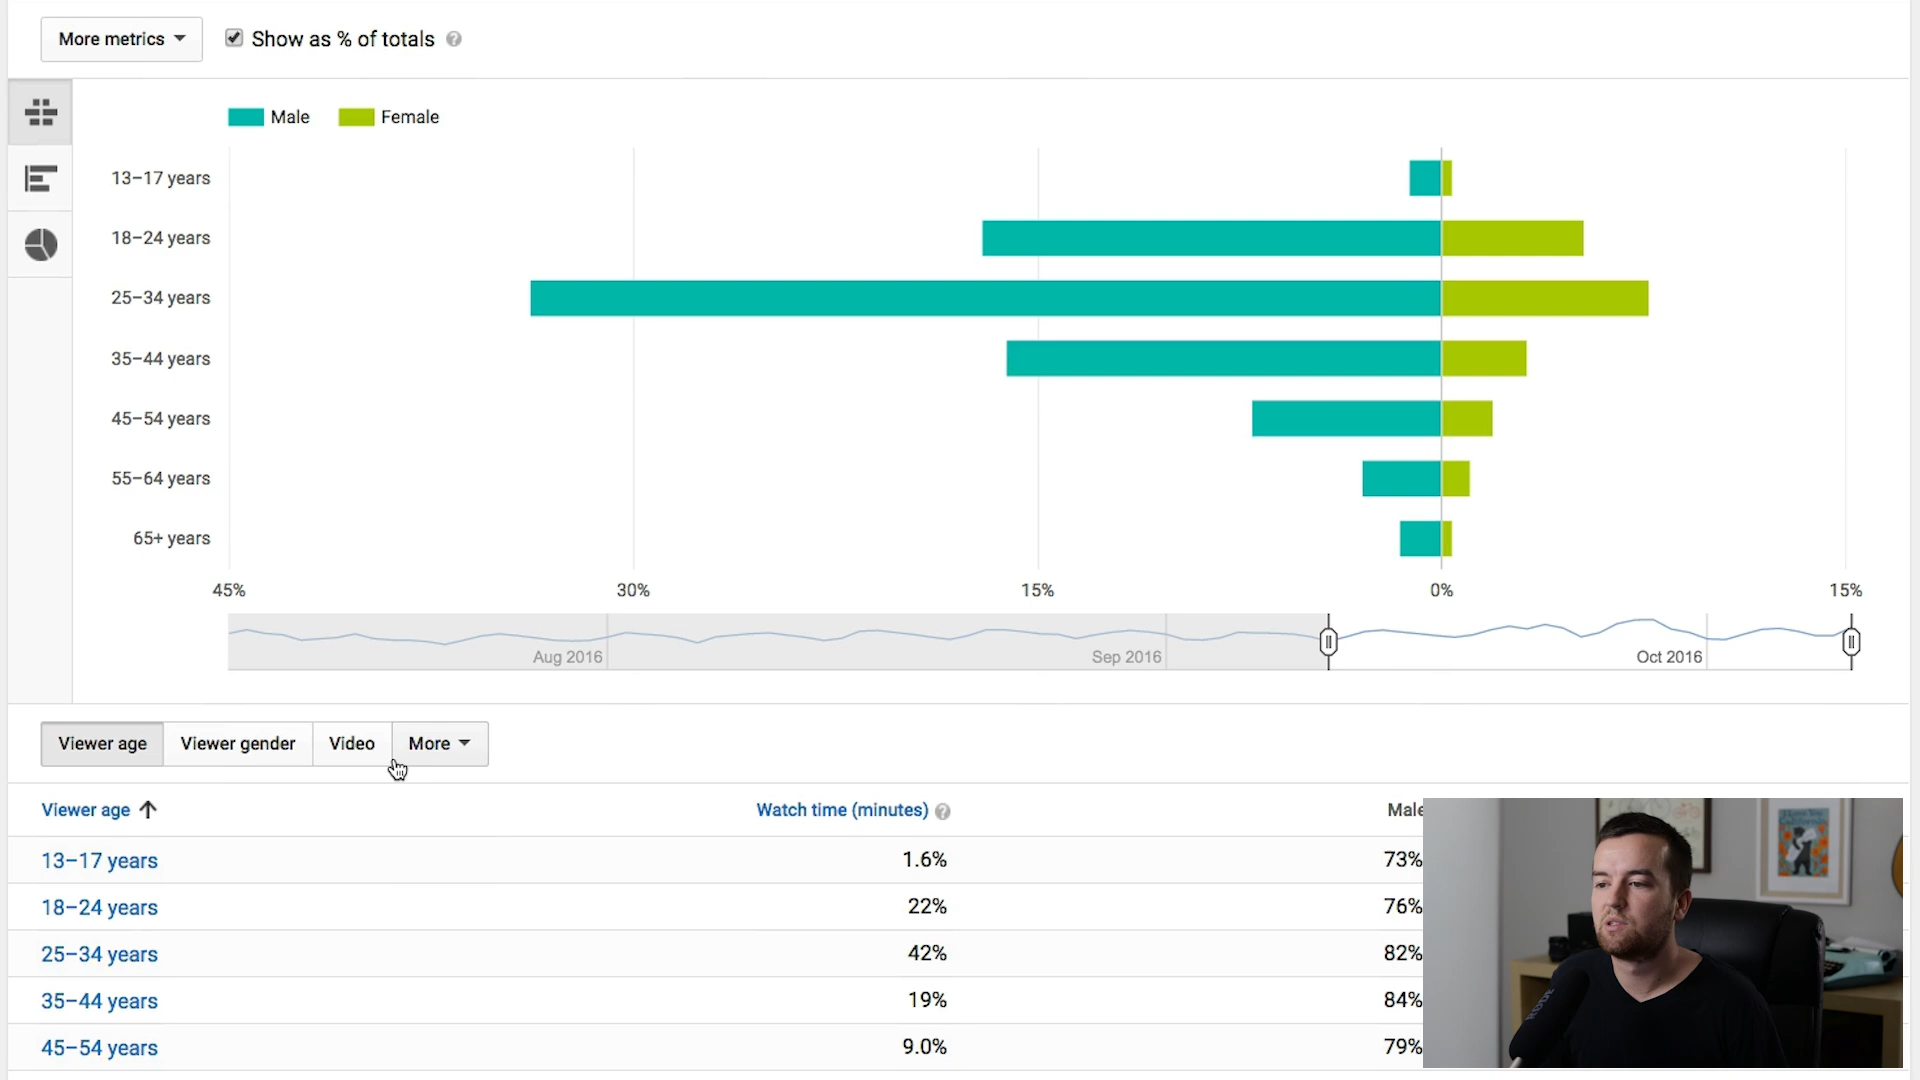 More metrics Show as % of totals ?
Male Female
13–17 years
18–24 years
25–34 years
35–44 years
45–54 years
55–64 years
65+ years
45% 30% 15% 0% 15%
Aug 2016 Sep 2016 Oct 2016
Viewer age Viewer gender Video More
Viewer age Watch time (minutes) ? Male
13–17 years 1.6% 73%
18–24 years 22% 76%
25–34 years 42% 82%
35–44 years 19% 84%
45–54 years 9.0% 79%
I Love You
California
RODE